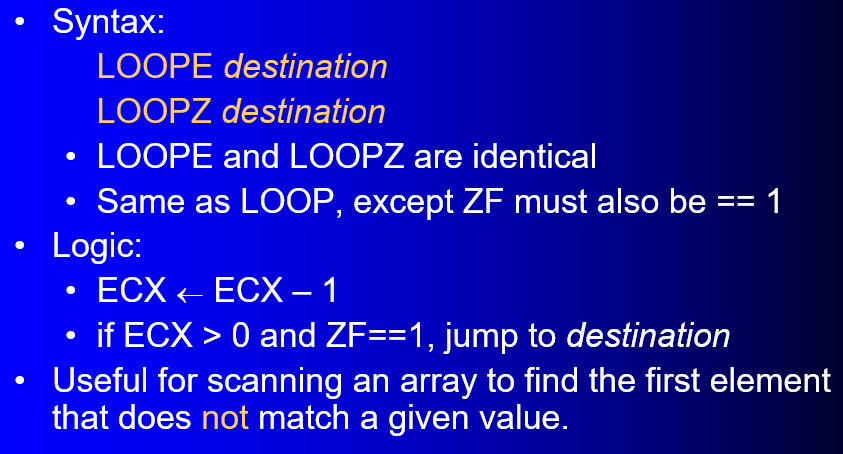 • Syntax:
LOOPE destination
LOOPZ destination
• LOOPE and LOOPZ are identical
• Same as LOOP, except ZF must also be == 1
• Logic:
• ECX ← ECX – 1
• if ECX > 0 and ZF==1, jump to destination
• Useful for scanning an array to find the first element
that does not match a given value.